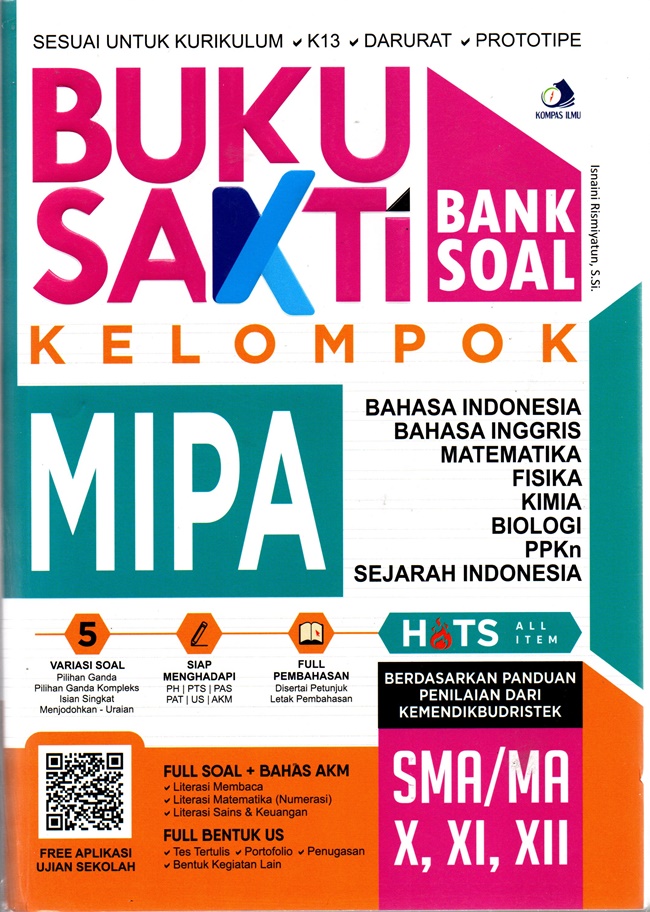 SESUAI UNTUK KURIKULUM ✓ K13 ✓ DARURAT ✓ PROTOTIPE
BUKU
SAKTI
BANK
SOAL
KOMPAS ILMU
Isnaini Rismiyatun, S.Si.
KELOMPOK
MIPA
BAHASA INDONESIA
BAHASA INGGRIS
MATEMATIKA
FISIKA
KIMIA
BIOLOGI
PPKn
SEJARAH INDONESIA
5
VARIASI SOAL
Pilihan Ganda
Pilihan Ganda Kompleks
Isian Singkat
Menjodohkan - Uraian
SIAP
MENGHADAPI
PH | PTS | PAS
PAT | US | AKM
FULL
PEMBAHASAN
Disertai Petunjuk
Letak Pembahasan
HOTS
ALL
ITEM
BERDASARKAN PANDUAN
PENILAIAN DARI
KEMENDIKBUDRISTEK
SMA/MA
X, XI, XII
FREE APLIKASI
UJIAN SEKOLAH
FULL SOAL + BAHAS AKM
✓ Literasi Membaca
✓ Literasi Matematika (Numerasi)
✓ Literasi Sains & Keuangan
FULL BENTUK US
✓ Tes Tertulis ✓ Portofolio ✓ Penugasan
✓ Bentuk Kegiatan Lain